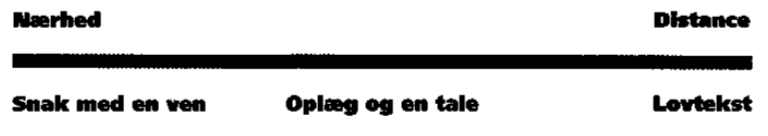 Nærhed Distance
Snak med en ven Oplæg og en tale Lovtekst